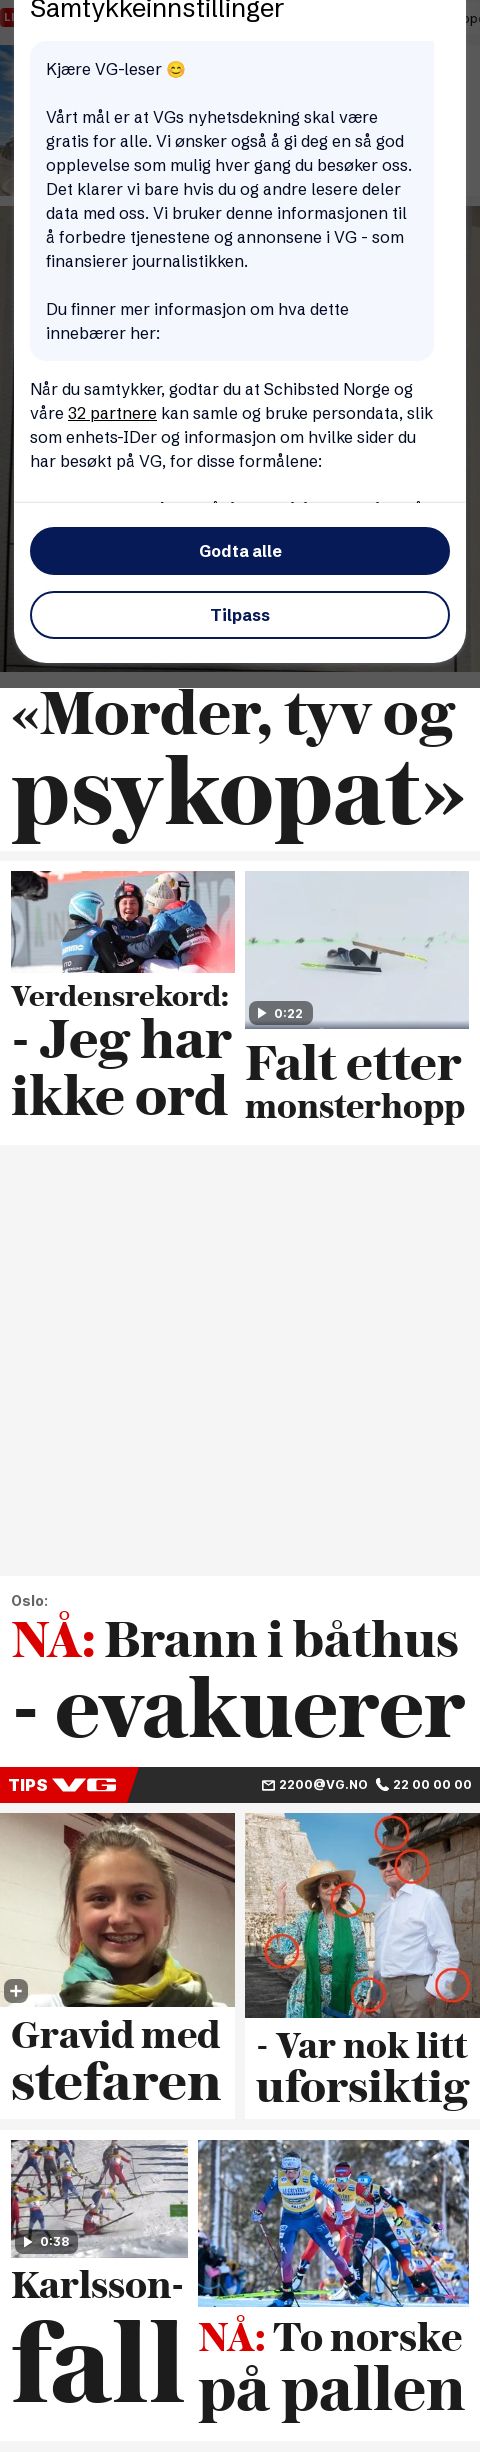 Samtykkeinnstillinger
Kjære VG-leser 😊
Vårt mål er at VGs nyhetsdekning skal være
gratis for alle. Vi ønsker også å gi deg en så god
opplevelse som mulig hver gang du besøker oss.
Det klarer vi bare hvis du og andre lesere deler
data med oss. Vi bruker denne informasjonen til
å forbedre tjenestene og annonsene i VG - som
finansierer journalistikken.
Du finner mer informasjon om hva dette
innebærer her:
Når du samtykker, godtar du at Schibsted Norge og
våre 32 partnere kan samle og bruke persondata, slik
som enhets-IDer og informasjon om hvilke sider du
har besøkt på VG, for disse formålene:
Godta alle
Tilpass
«Morder, tyv og
psykopat»
Verdensrekord:
- Jeg har
ikke ord
0:22
Falt etter
monsterhopp
Oslo:
NÅ: Brann i båthus
- evakuerer
TIPS VG 2200@VG.NO 22 00 00 00
Gravid med
stefaren
- Var nok litt
uforsiktig
0:38
Karlsson-
fall
NÅ: To norske
på pallen